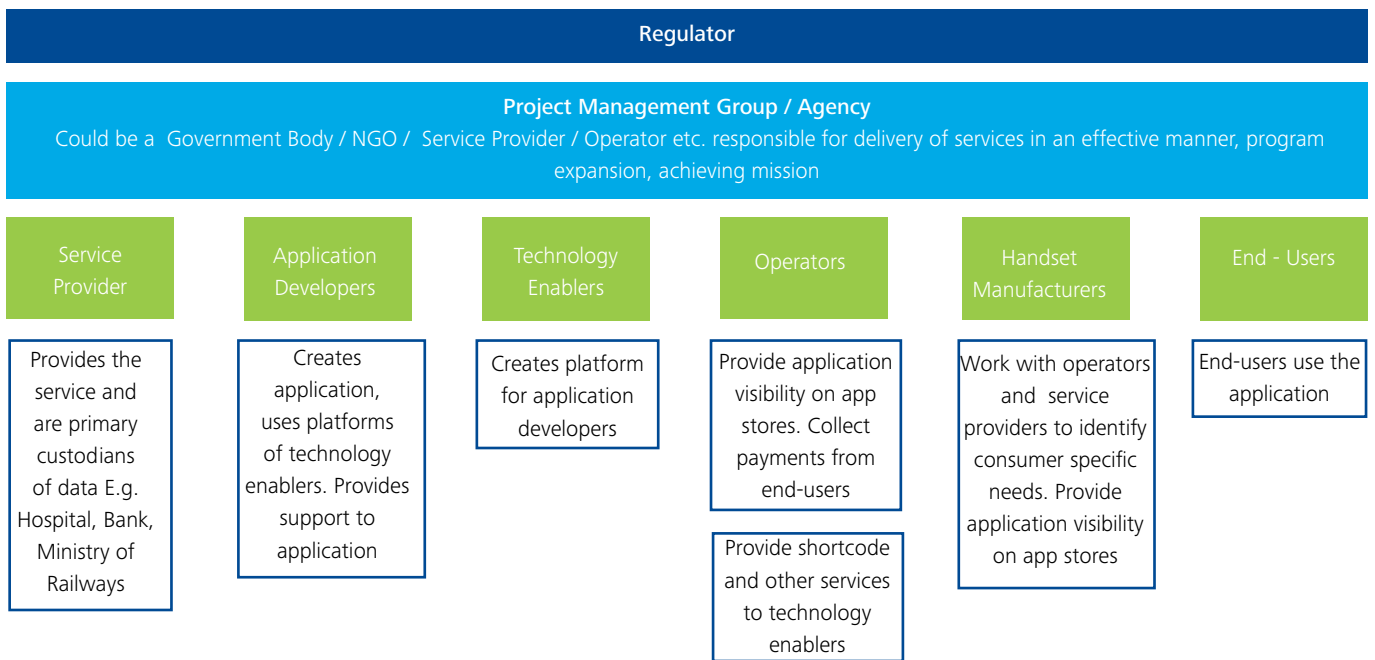 Regulator
Project Management Group / Agency
Could be a Government Body / NGO / Service Provider / Operator etc. responsible for delivery of services in an effective manner, program
expansion, achieving mission
Service
Provider
Application
Developers
Technology
Enablers
Operators
Handset
Manufacturers
End - Users
Provides the
service and
are primary
custodians
of data E.g.
Hospital, Bank,
Ministry of
Railways
Creates
application,
uses platforms
of technology
enablers. Provides
support to
application
Creates platform
for application
developers
Provide application
visibility on app
stores. Collect
payments from
end-users
Provide shortcode
and other services
to technology
enablers
Work with operators
and service
providers to identify
consumer specific
needs. Provide
application visibility
on app stores
End-users use the
application